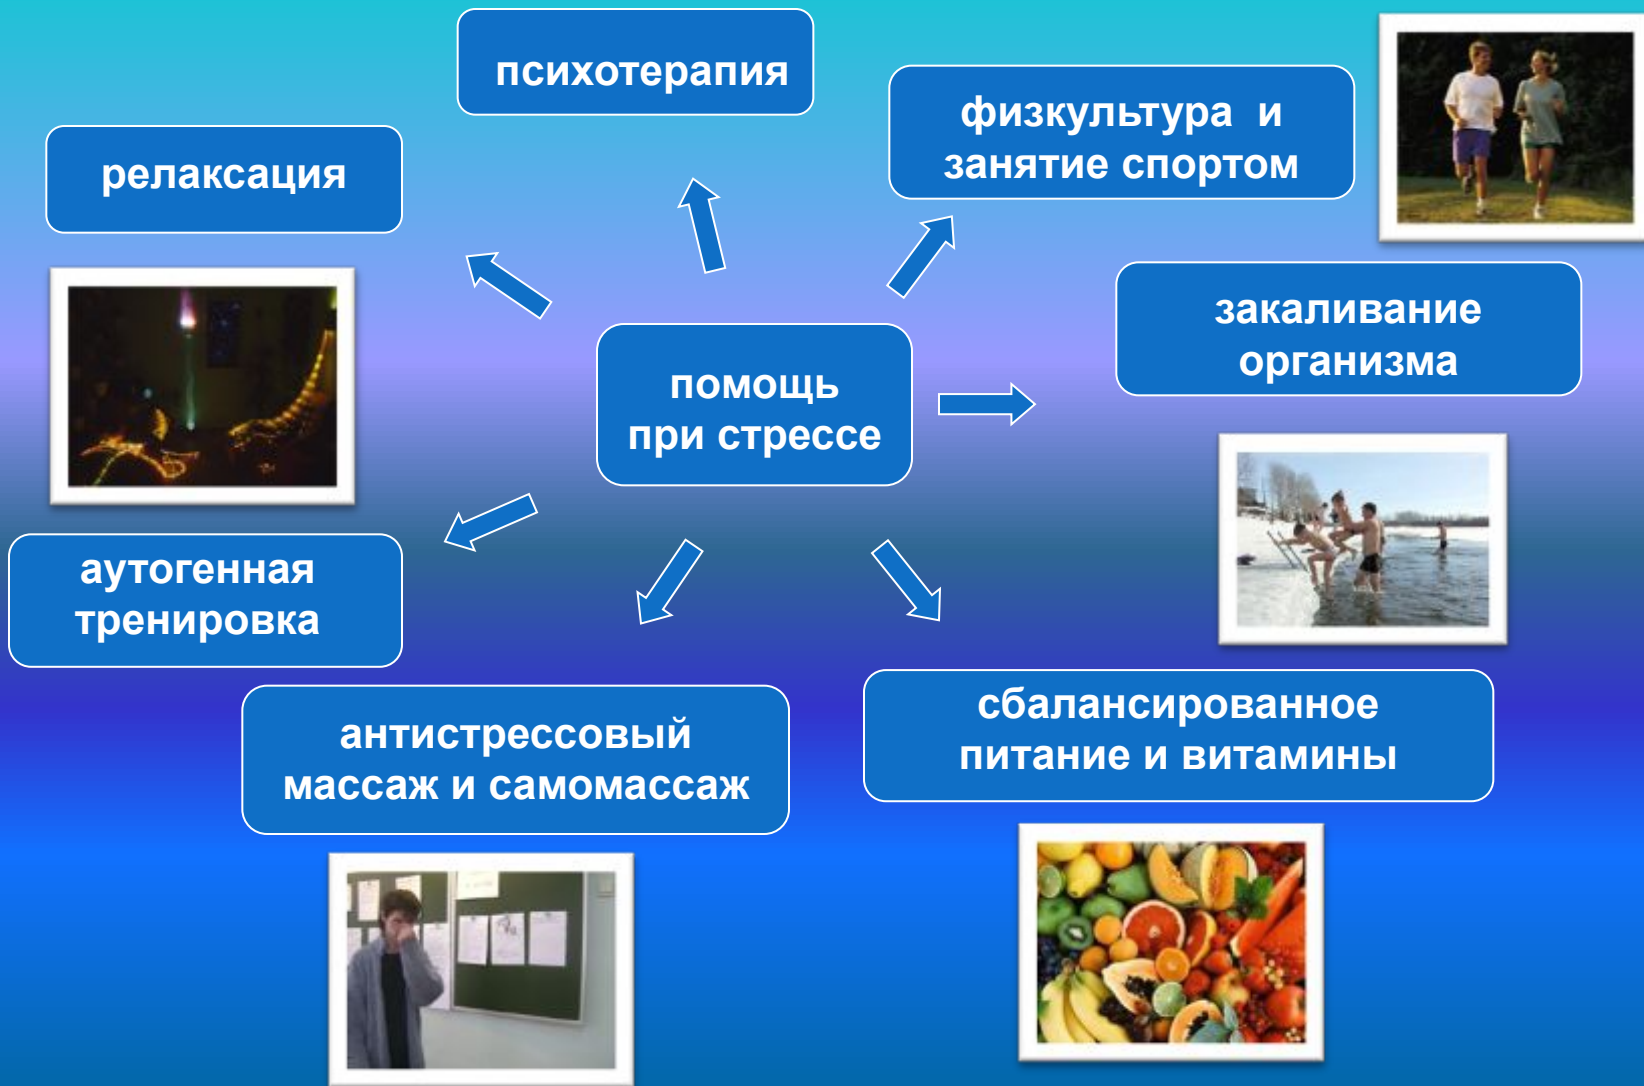 психотерапия
физкультура и
занятие спортом
релаксация
закаливание
организма
помощь
при стрессе
аутогенная
тренировка
сбалансированное
питание и витамины
антистрессовый
массаж и самомассаж